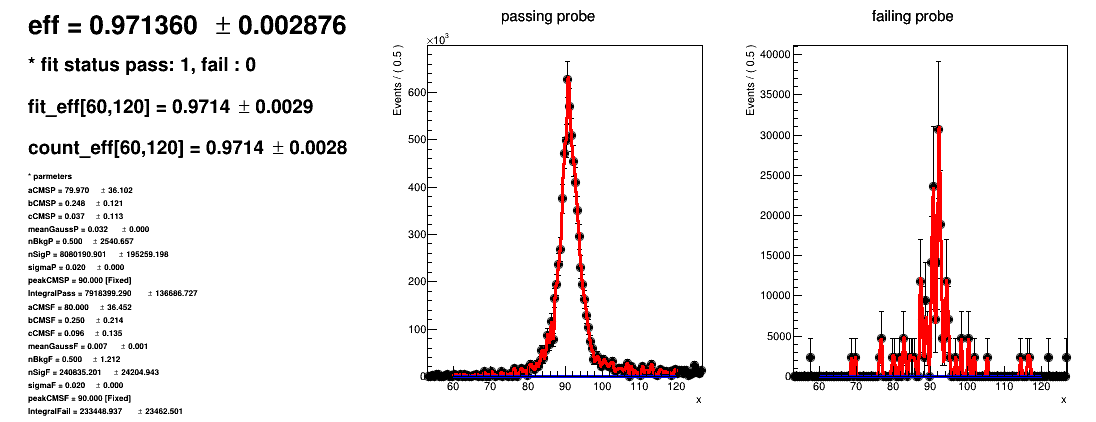 eff = 0.971360 ± 0.002876
* fit status pass: 1, fail : 0
fit_eff[60,120] = 0.9714 ± 0.0029
count_eff[60,120] = 0.9714 ± 0.0028
* parmeters
aCMSP = 79.970 ± 36.102
bCMSP = 0.248 ± 0.121
cCMSP = 0.037 ± 0.113
meanGaussP = 0.032 ± 0.000
nBkgP = 0.500 ± 2540.657
nSigP = 8080190.901 ± 195259.198
sigmaP = 0.020 ± 0.000
peakCMSP = 90.000 [Fixed]
IntegralPass = 7918399.290 ± 136686.727
aCMSF = 80.000 ± 36.452
bCMSF = 0.250 ± 0.214
cCMSF = 0.096 ± 0.135
meanGaussF = 0.007 ± 0.001
nBkgF = 0.500 ± 1.212
nSigF = 240835.201 ± 24204.943
sigmaF = 0.020 ± 0.000
peakCMSF = 90.000 [Fixed]
IntegralFail = 233448.937 ± 23462.501
passing probe
×10³
Events / ( 0.5 )
600
500
400
300
200
100
0
60 70 80 90 100 110 120
x
failing probe
Events / ( 0.5 )
40000
35000
30000
25000
20000
15000
10000
5000
0
60 70 80 90 100 110 120
x